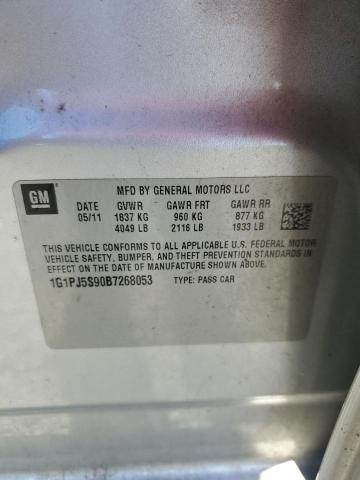 GM
MFD BY GENERAL MOTORS LLC
DATE GVWR GAWR FRT GAWR RR
05/11 1837 KG 960 KG 877 KG
4049 LB 2116 LB 1933 LB
THIS VEHICLE CONFORMS TO ALL APPLICABLE U.S. FEDERAL MOTOR
VEHICLE SAFETY, BUMPER, AND THEFT PREVENTION STANDARDS
IN EFFECT ON THE DATE OF MANUFACTURE SHOWN ABOVE.
1G1PJ5S90B7268053 TYPE: PASS CAR